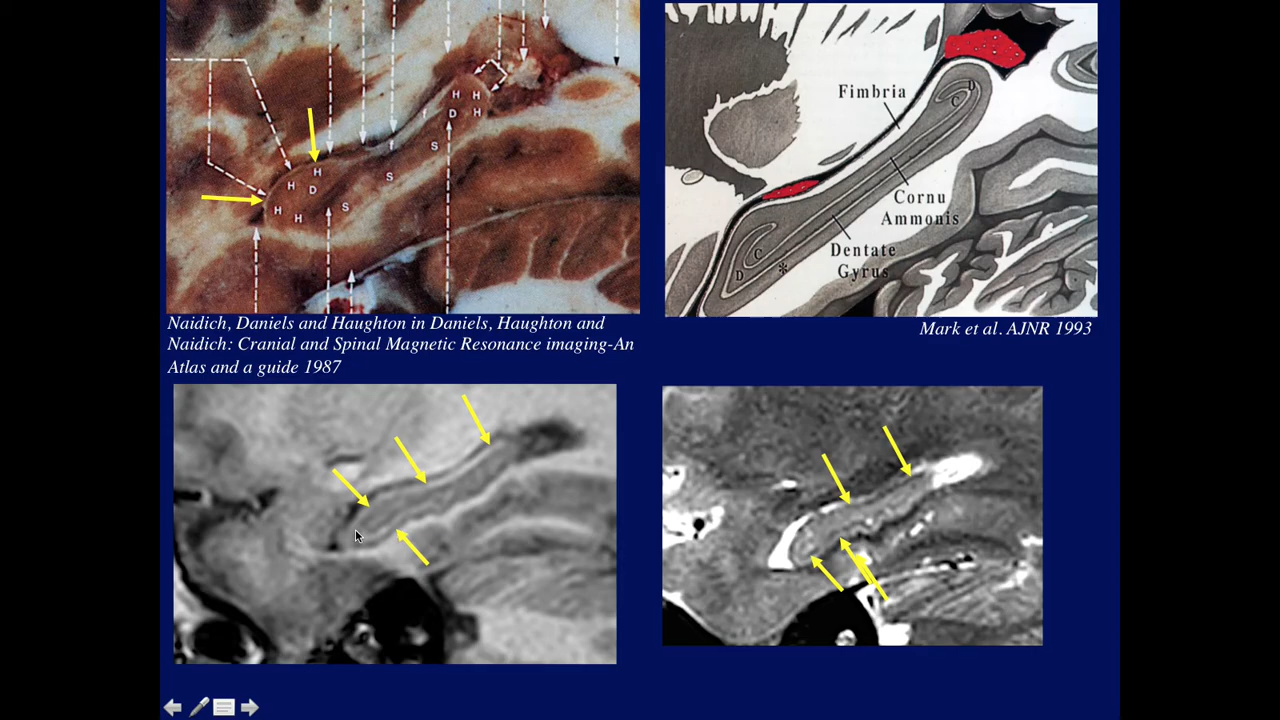 H H
f D H
f S
H S
H D
H H S
Fimbria
D
C
Cornu
Ammonis
Dentate
Gyrus
C
D *
Naidich, Daniels and Haughton in Daniels, Haughton and
Naidich: Cranial and Spinal Magnetic Resonance imaging-An
Atlas and a guide 1987
Mark et al. AJNR 1993